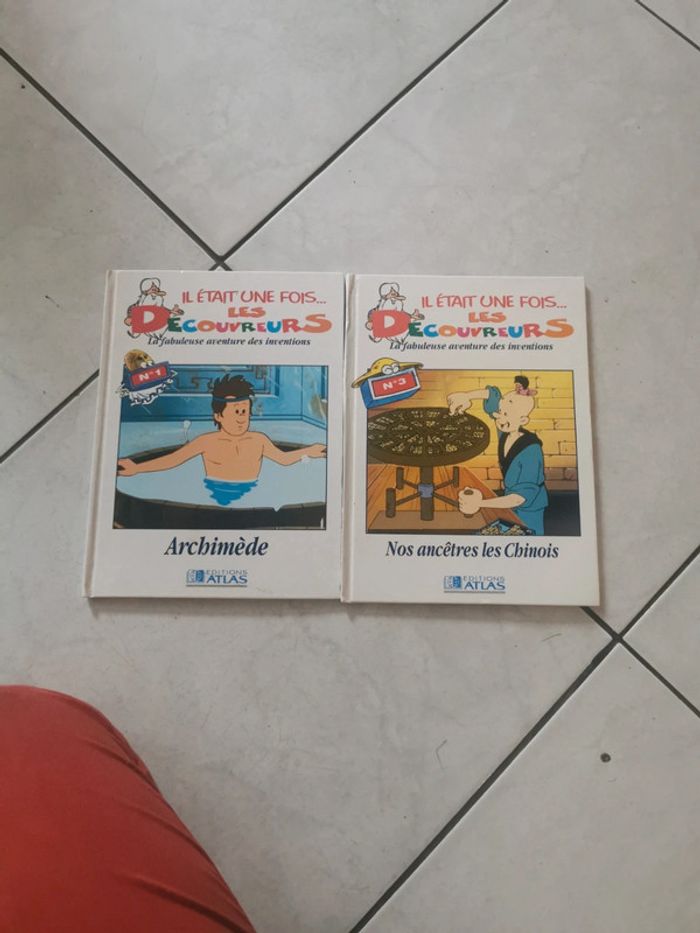 IL ÉTAIT UNE FOIS...
LES
DÉCOUVREURS
La fabuleuse aventure des inventions
N° 1
Archimède
EDITIONS
ATLAS
IL ÉTAIT UNE FOIS...
LES
DÉCOUVREURS
La fabuleuse aventure des inventions
N° 3
Nos ancêtres les Chinois
EDITIONS
ATLAS